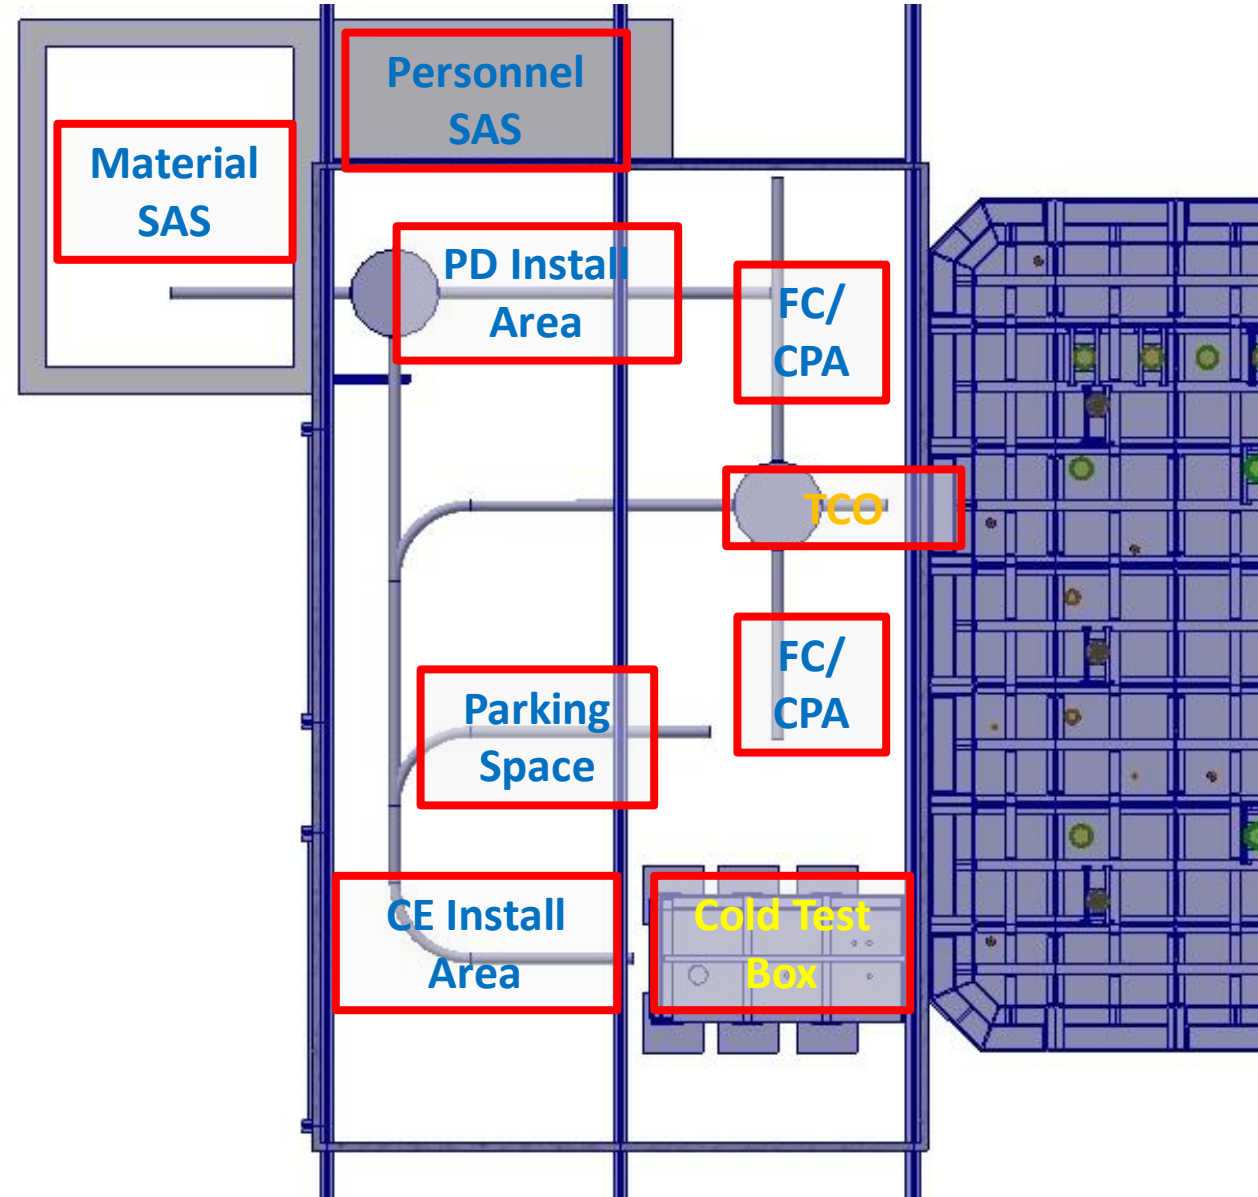 Personnel
SAS
Material
SAS
PD Install
Area
FC/
CPA
TCO
FC/
CPA
Parking
Space
CE Install
Area
Cold Test
Box